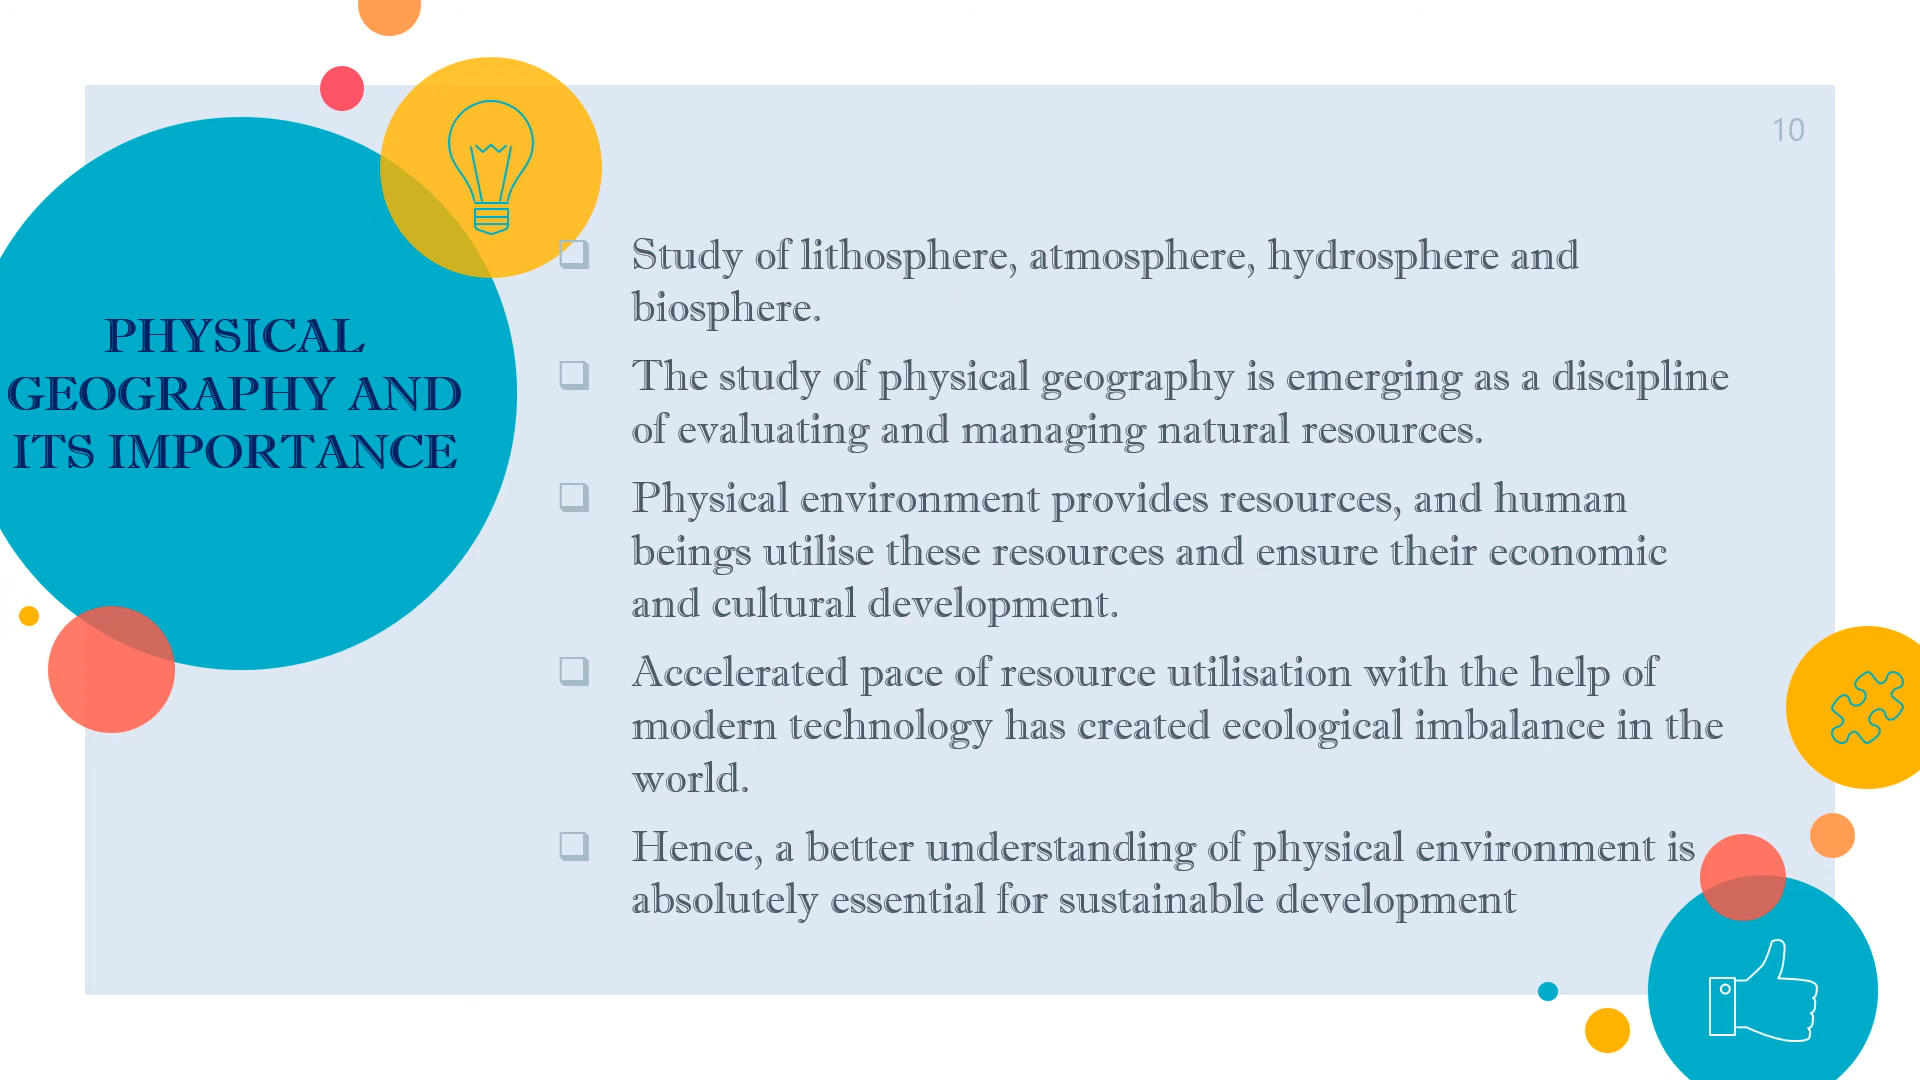 10
PHYSICAL
GEOGRAPHY AND
ITS IMPORTANCE
Study of lithosphere, atmosphere, hydrosphere and
biosphere.
The study of physical geography is emerging as a discipline
of evaluating and managing natural resources.
Physical environment provides resources, and human
beings utilise these resources and ensure their economic
and cultural development.
Accelerated pace of resource utilisation with the help of
modern technology has created ecological imbalance in the
world.
Hence, a better understanding of physical environment is
absolutely essential for sustainable development